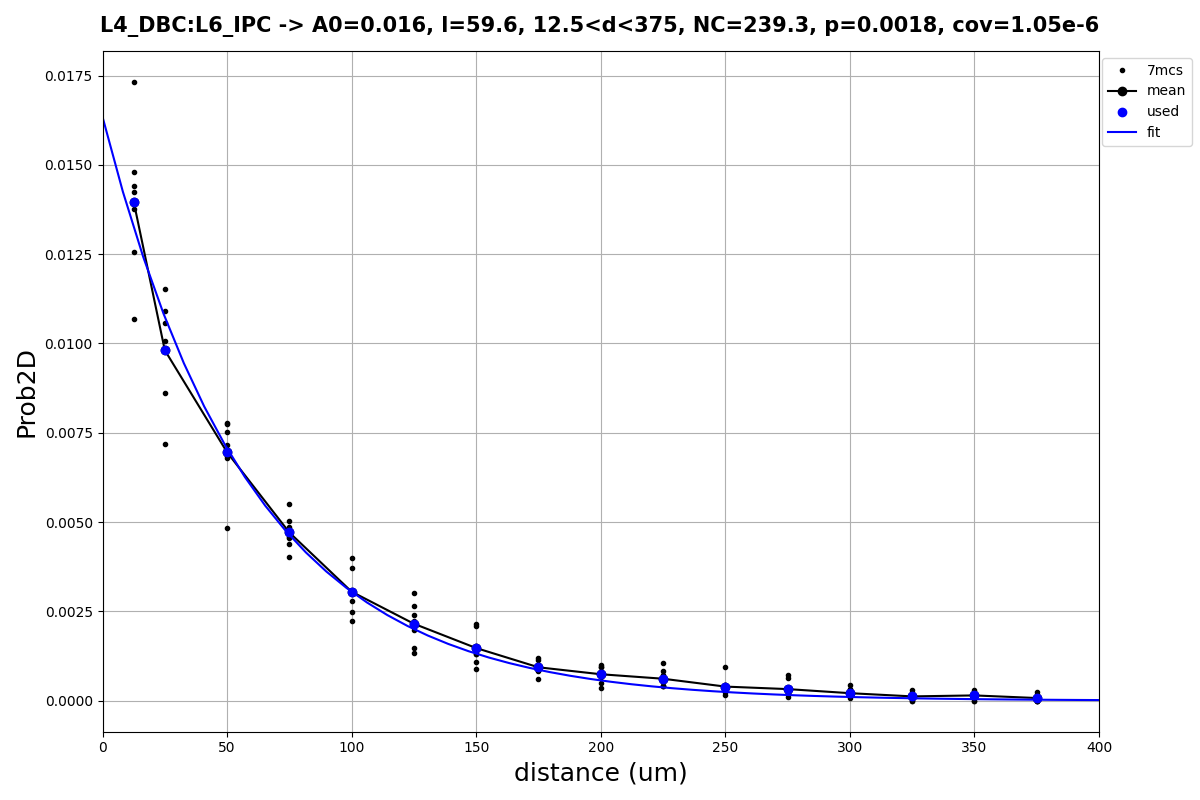 L4_DBC:L6_IPC -> A0=0.016, l=59.6, 12.5<d<375, NC=239.3, p=0.0018, cov=1.05e-6
7mcs
mean
used
fit
Prob2D
0.0175
0.0150
0.0125
0.0100
0.0075
0.0050
0.0025
0.0000
0 50 100 150 200 250 300 350 400
distance (um)